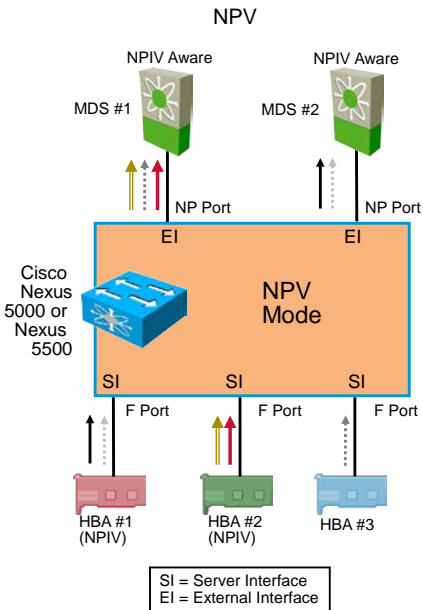 NPV
NPIV Aware
NPIV Aware
MDS #1
MDS #2
NP Port
NP Port
EI
EI
Cisco
Nexus
5000 or
Nexus
5500
NPV
Mode
SI
SI
SI
F Port
F Port
F Port
HBA #1
(NPIV)
HBA #2
(NPIV)
HBA #3
SI = Server Interface
EI = External Interface